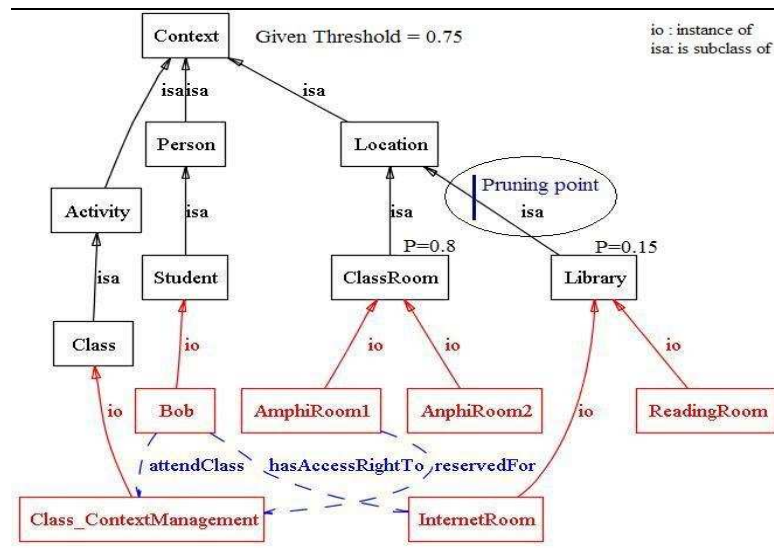 Context
Given Threshold = 0.75
io : instance of
isa: is subclass of
isa isa
isa
Person
Location
Pruning point
isa
Activity
isa
isa
P=0.8
P=0.15
isa
Student
ClassRoom
Library
Class
io
io
io
io
io
io
Bob
AmphiRoom1
AnphiRoom2
ReadingRoom
attendClass
hasAccessRightTo
reservedFor
Class_ContextManagement
InternetRoom